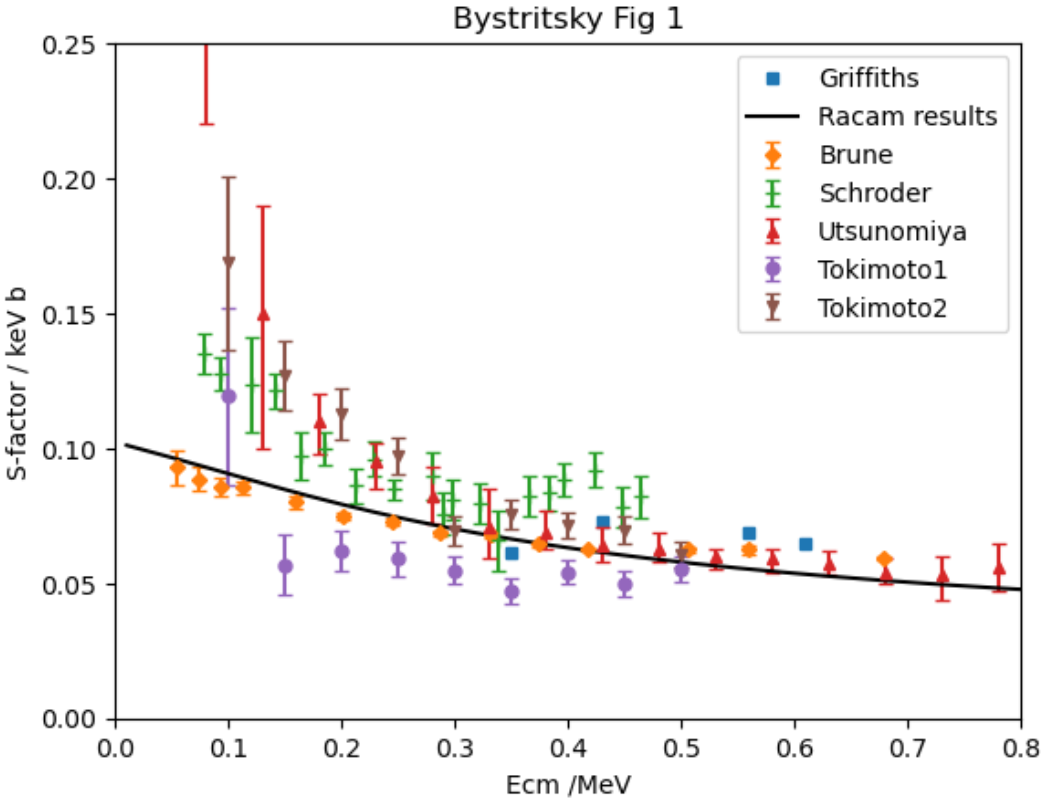 Bystritsky Fig 1
0.25
0.20
0.15
0.10
0.05
0.00
S-factor / keV b
Griffiths
Racam results
Brune
Schroder
Utsunomiya
Tokimoto1
Tokimoto2
0.0 0.1 0.2 0.3 0.4 0.5 0.6 0.7 0.8
Ecm /MeV